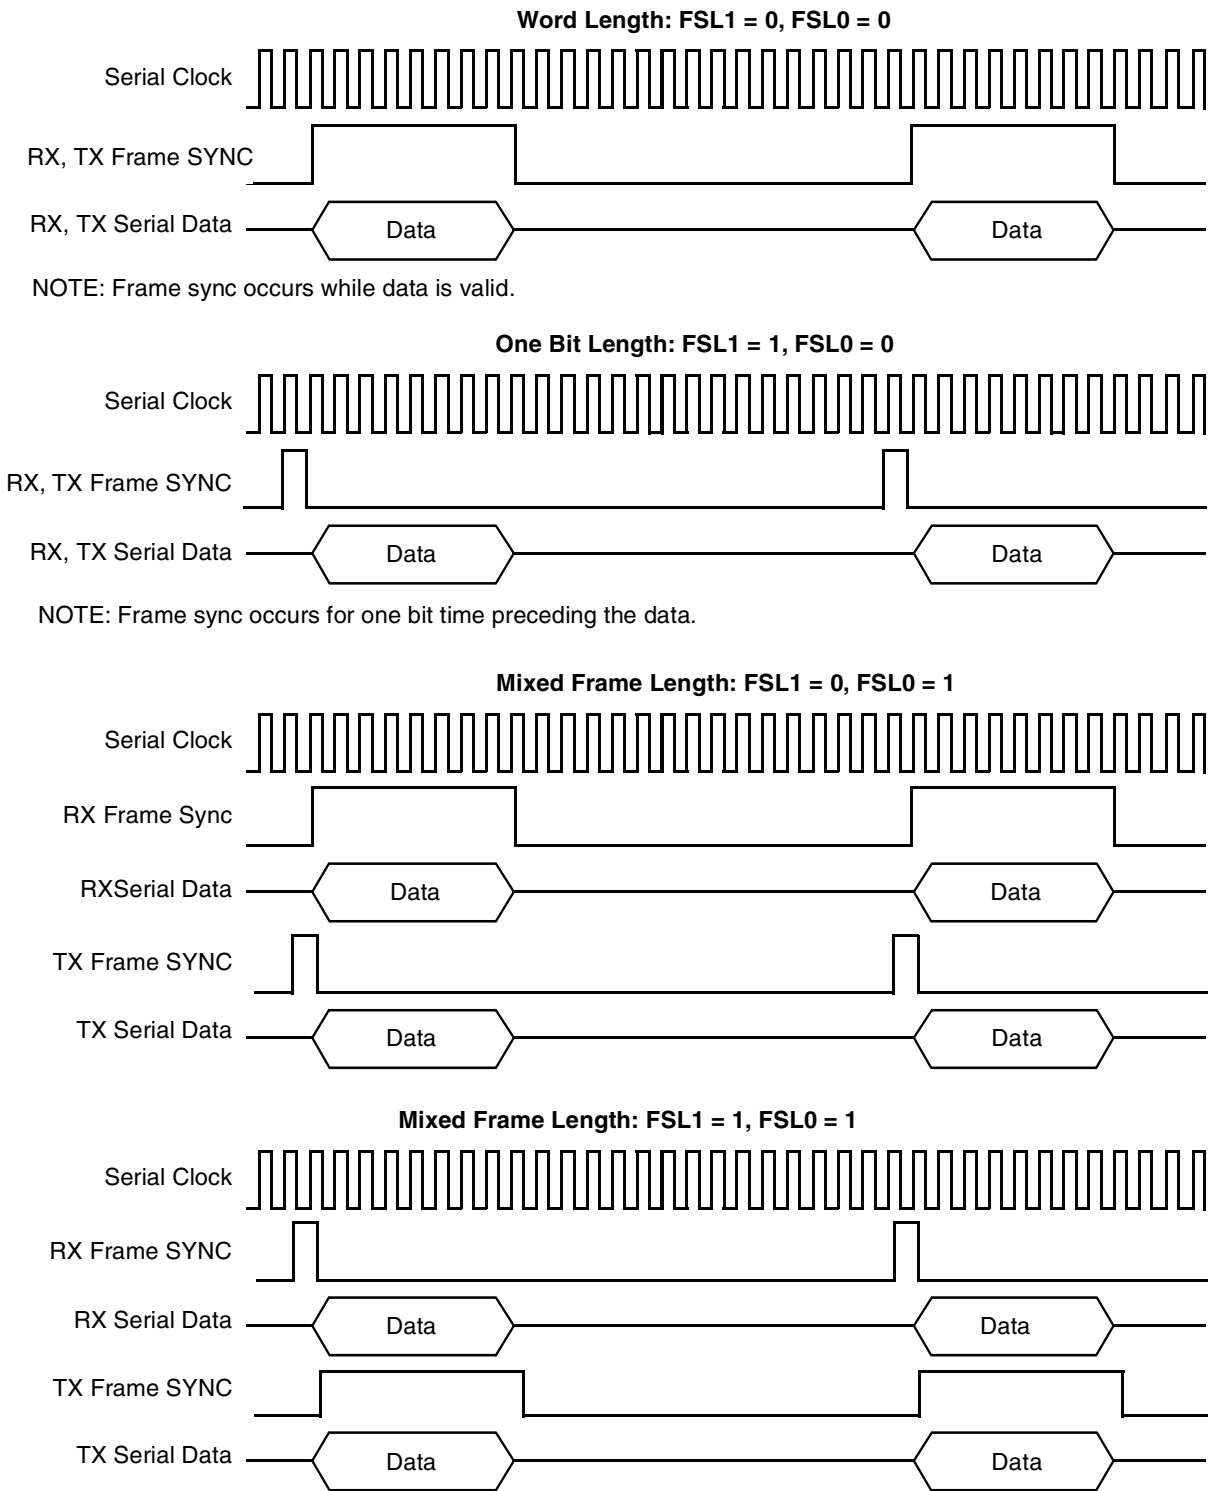 Word Length: FSL1 = 0, FSL0 = 0
Serial Clock
RX, TX Frame SYNC
RX, TX Serial Data
Data
Data
NOTE: Frame sync occurs while data is valid.
One Bit Length: FSL1 = 1, FSL0 = 0
Serial Clock
RX, TX Frame SYNC
RX, TX Serial Data
Data
Data
NOTE: Frame sync occurs for one bit time preceding the data.
Mixed Frame Length: FSL1 = 0, FSL0 = 1
Serial Clock
RX Frame Sync
RXSerial Data
Data
Data
TX Frame SYNC
TX Serial Data
Data
Data
Mixed Frame Length: FSL1 = 1, FSL0 = 1
Serial Clock
RX Frame SYNC
RX Serial Data
Data
Data
TX Frame SYNC
TX Serial Data
Data
Data